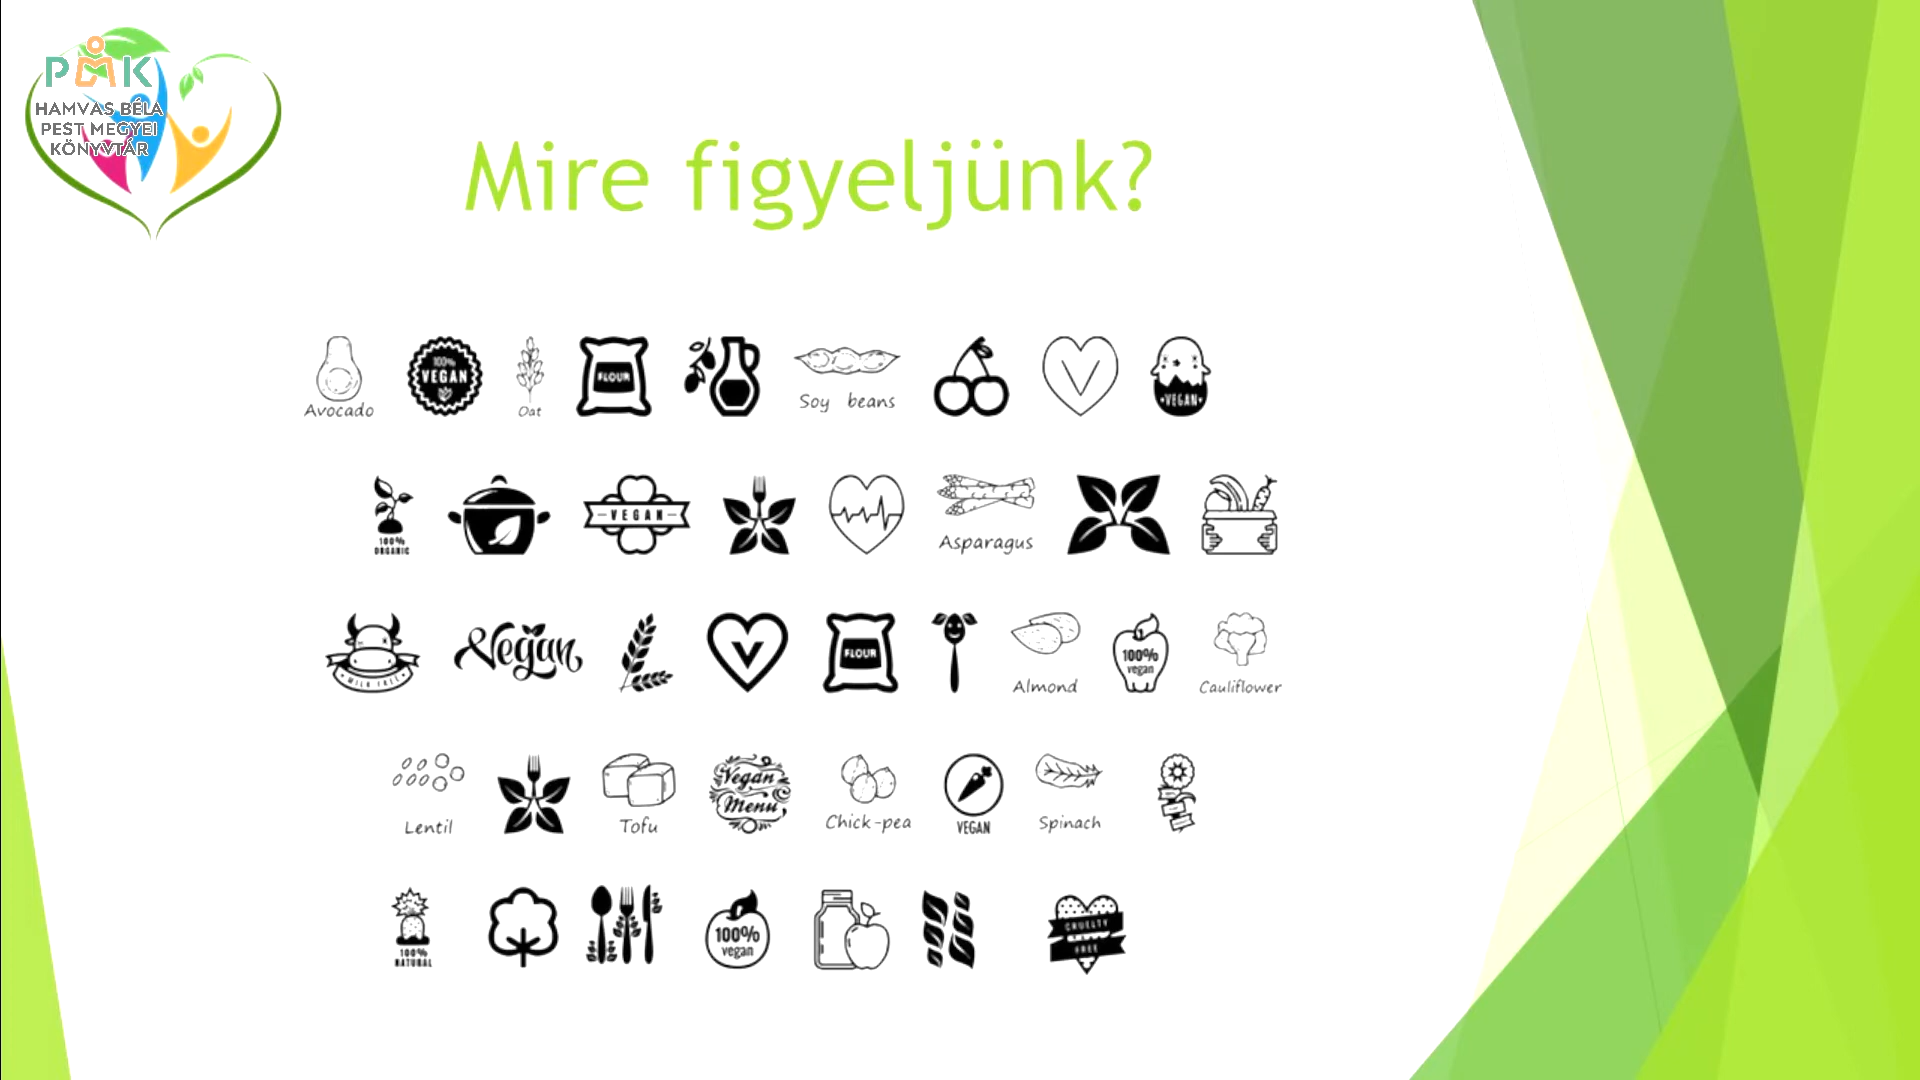 PMK
HAMVAS BÉLA
PEST MEGYEI
KÖNYVTÁR
Mire figyeljünk?
Avocado
100%
VEGAN
Oat
FLOUR
Soy beans
V
VEGAN
100%
ORGANIC
VEGAN
Asparagus
MILK FREE
Vegan
V
FLOUR
Almond
100%
vegan
Cauliflower
Lentil
Tofu
Vegan
Menu
Chick-pea
VEGAN
Spinach
100%
NATURAL
100%
vegan
CRUELTY
FREE